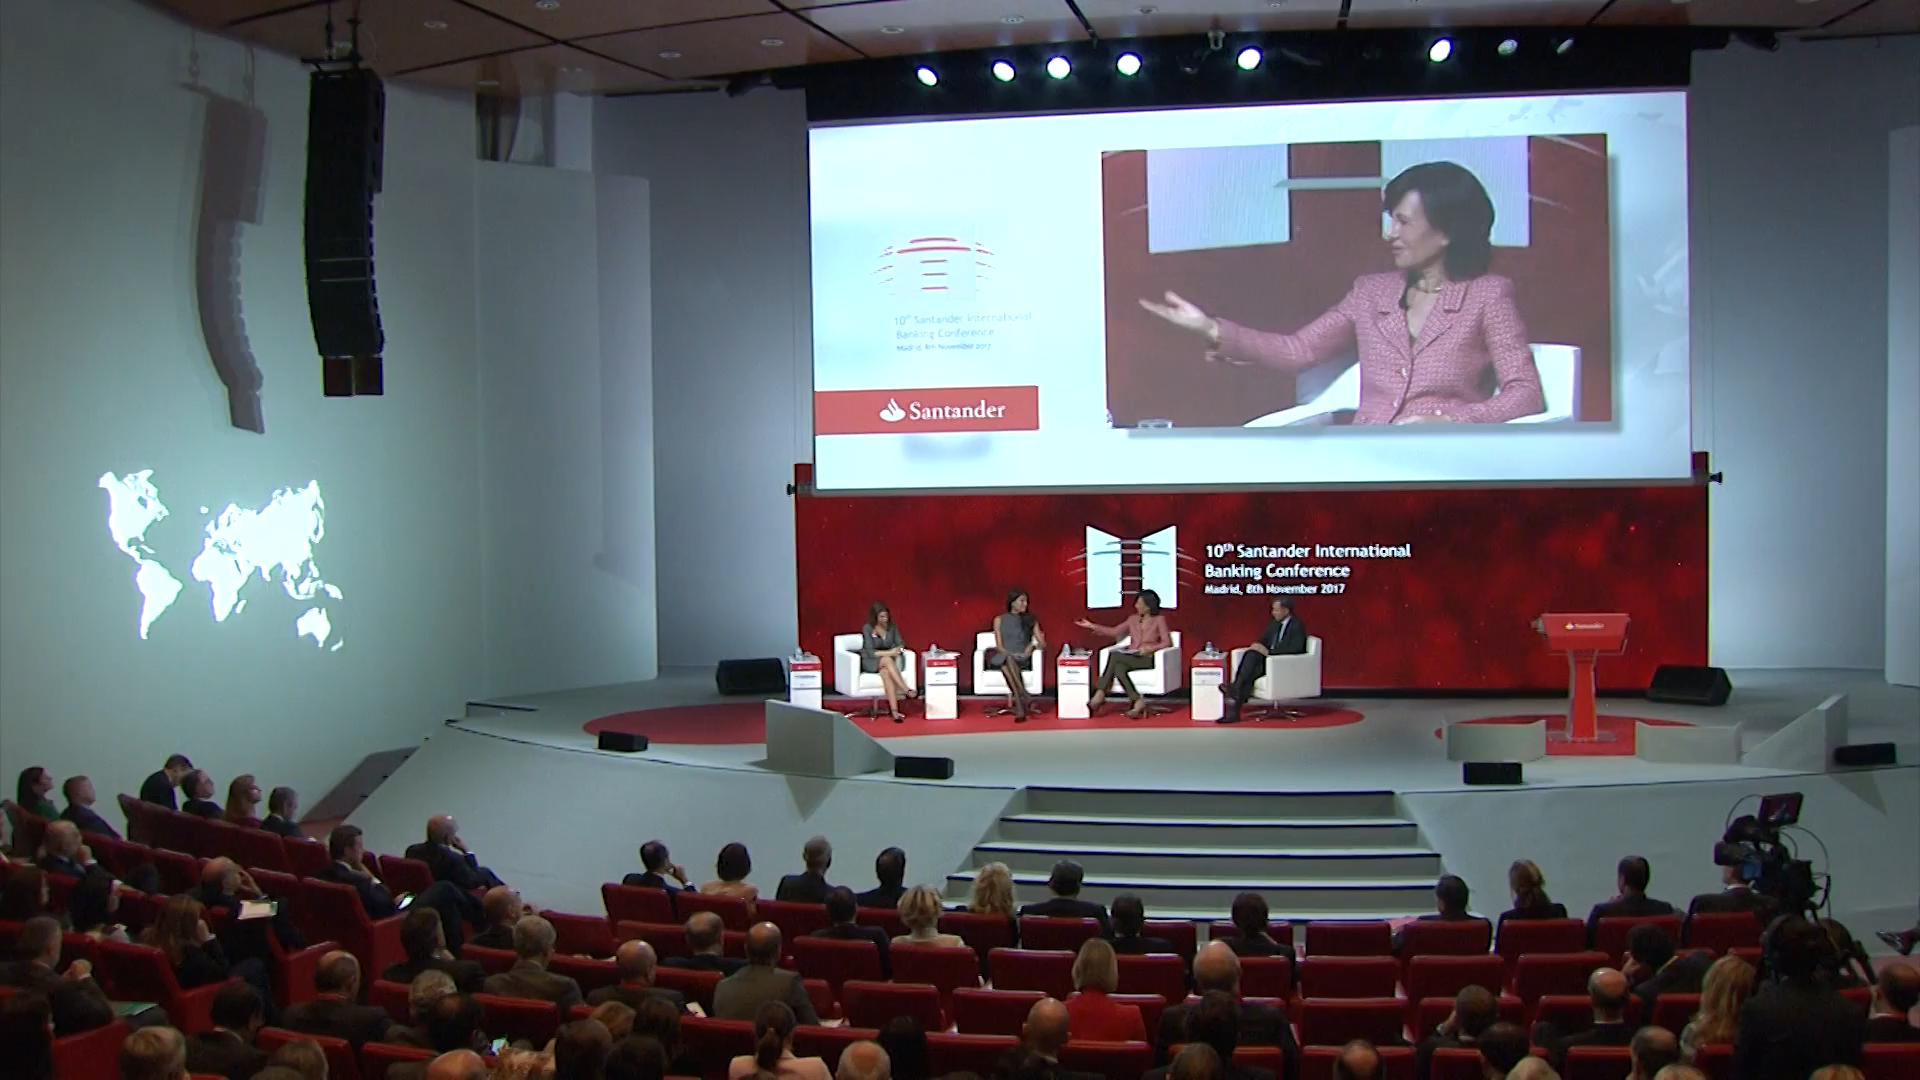 10th Santander International
Banking Conference
Madrid, 8th November 2017
Santander
10th Santander International
Banking Conference
Madrid, 8th November 2017
Santander